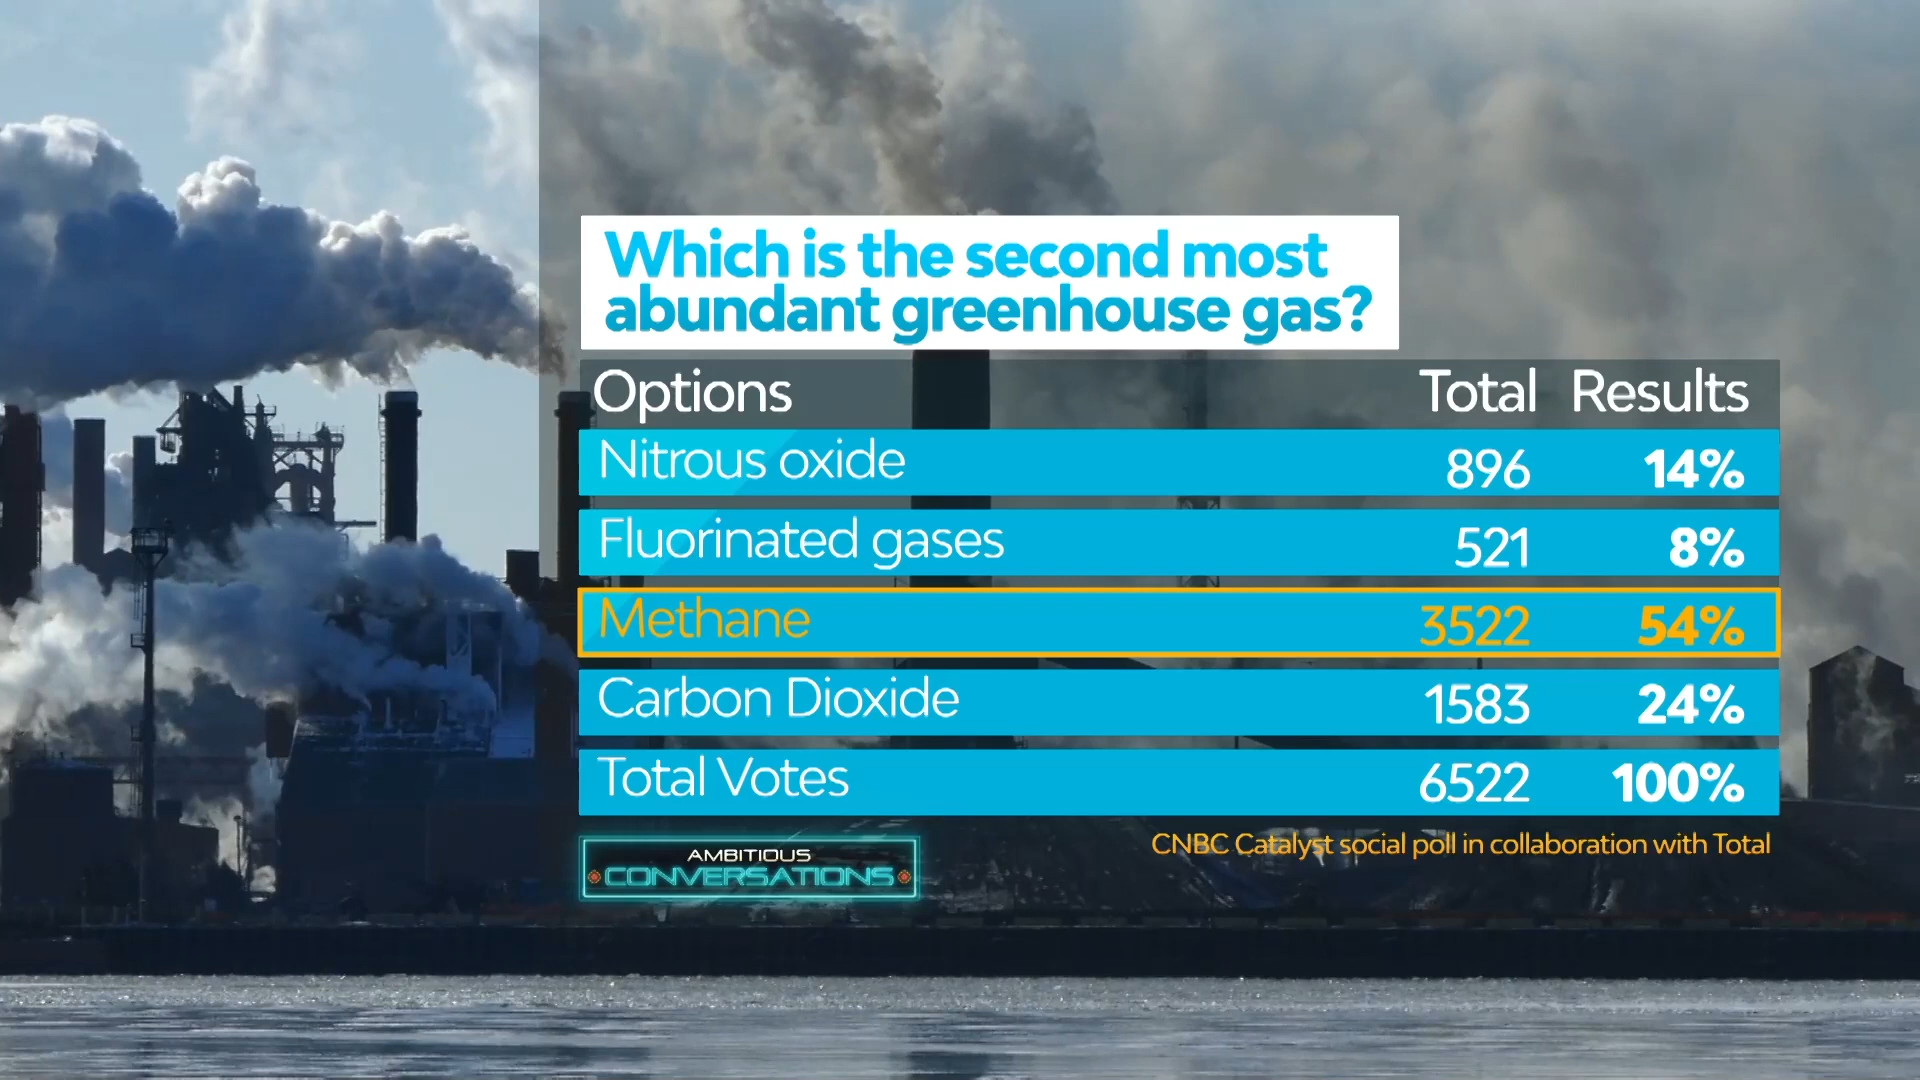 Which is the second most
abundant greenhouse gas?
Options Total Results
Nitrous oxide 896 14%
Fluorinated gases 521 8%
Methane 3522 54%
Carbon Dioxide 1583 24%
Total Votes 6522 100%
CNBC Catalyst social poll in collaboration with Total
AMBITIOUS
CONVERSATIONS